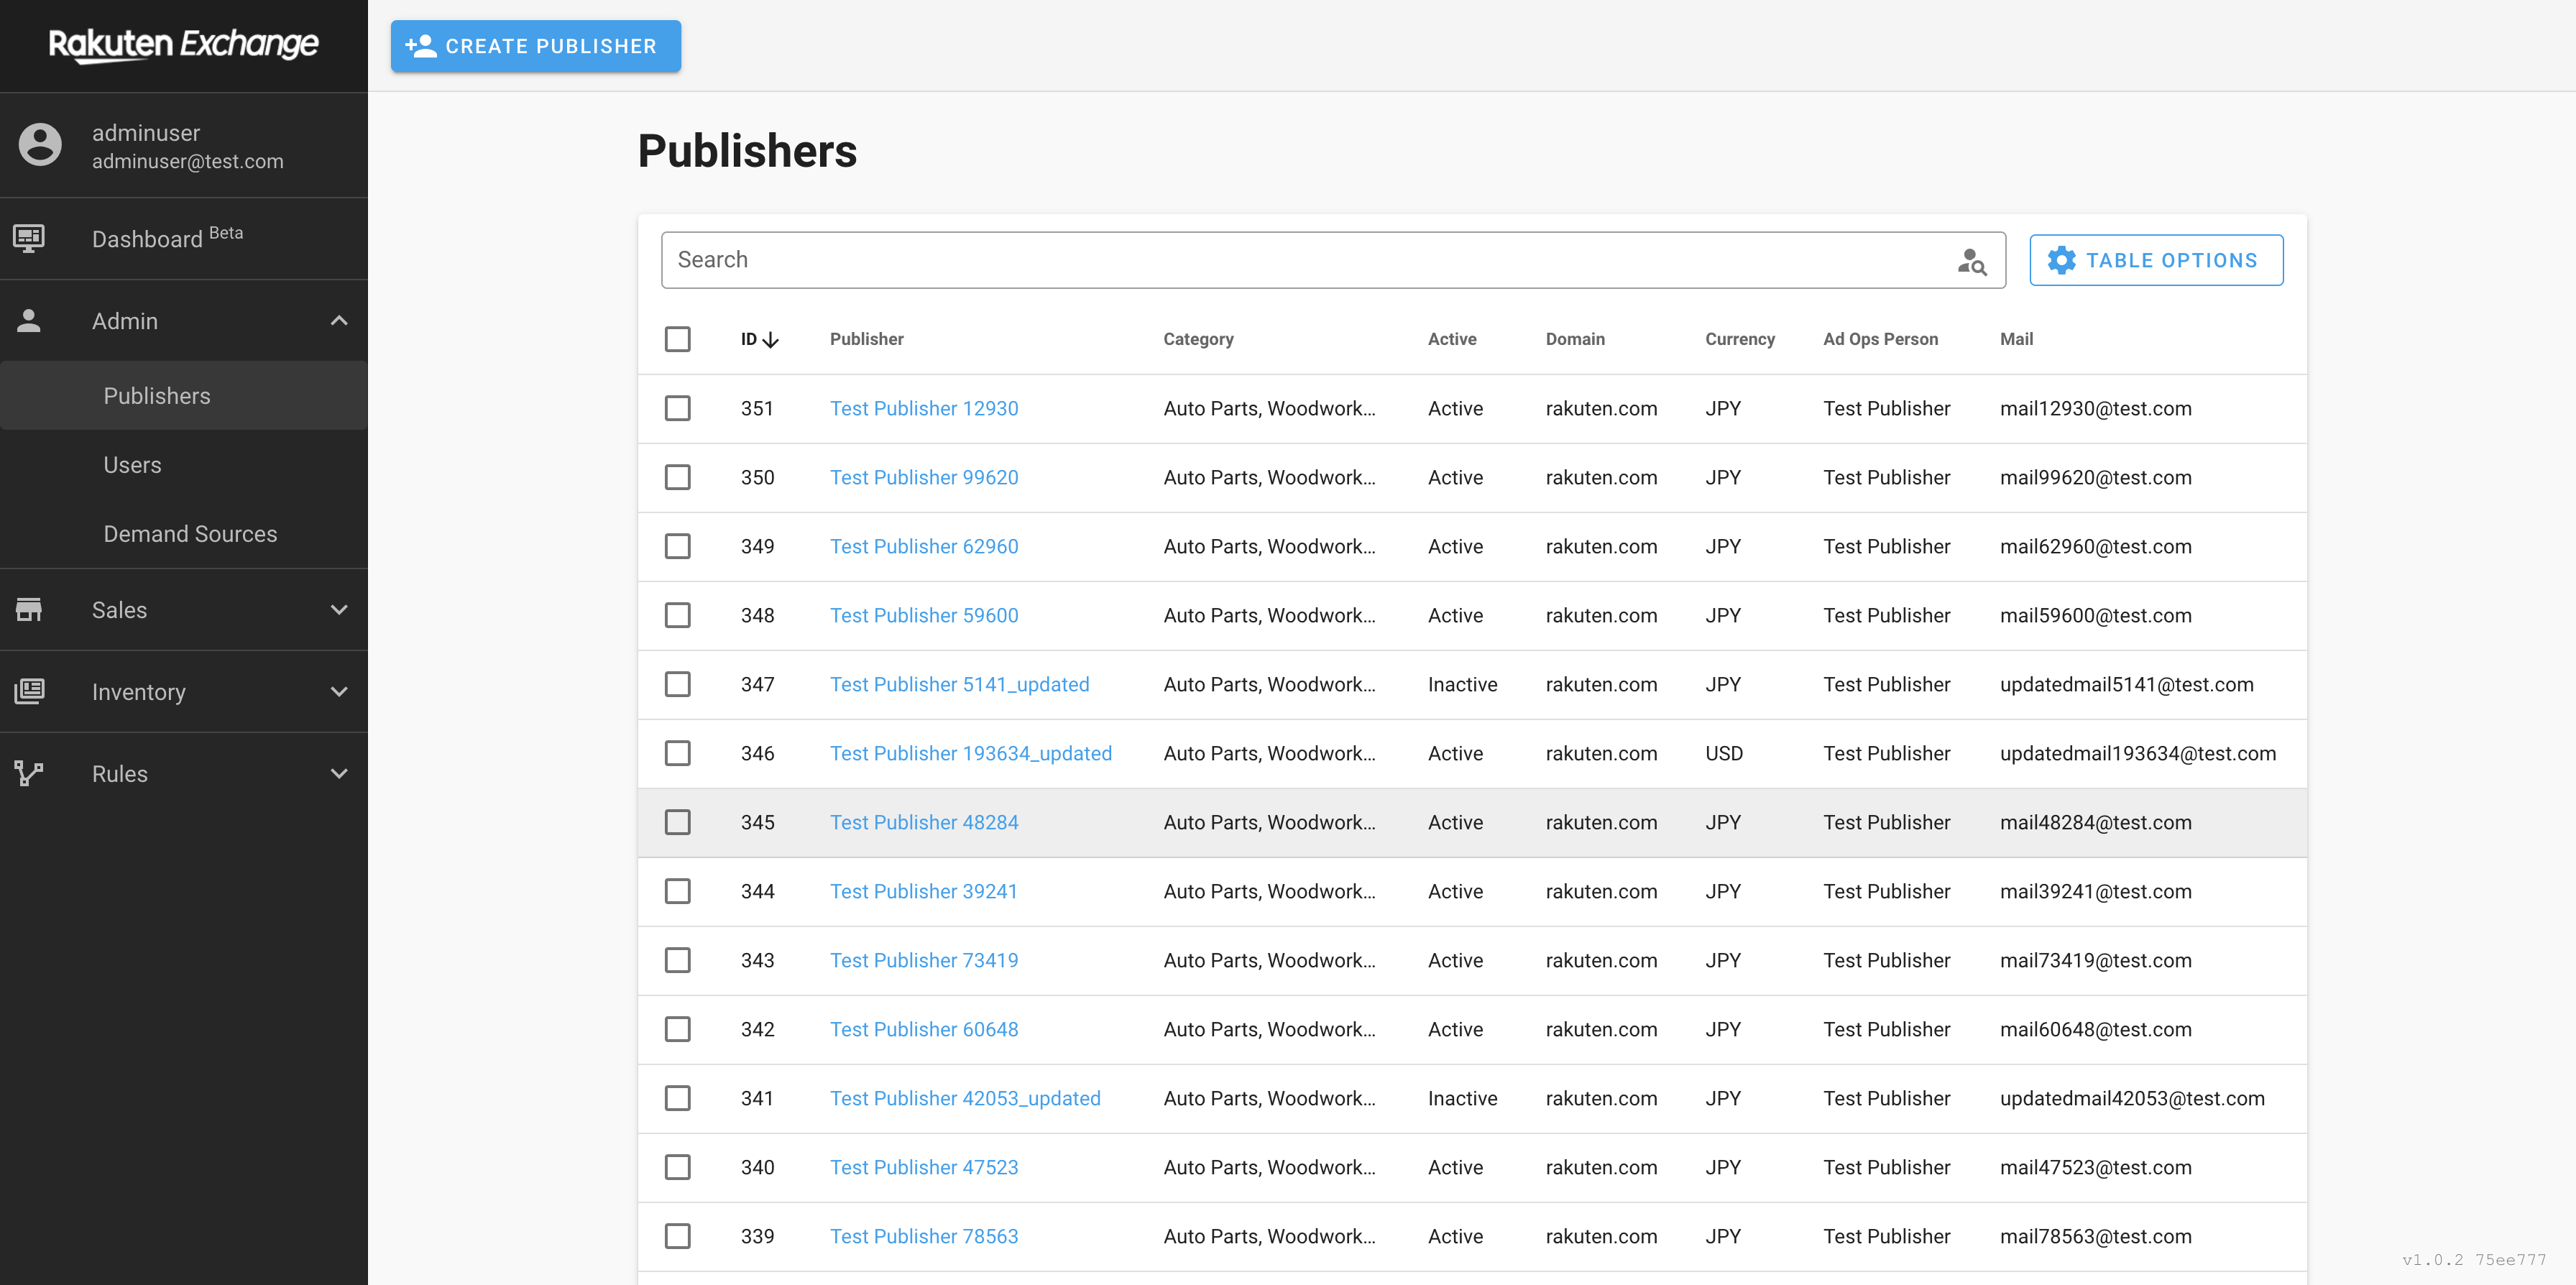 Rakuten Exchange
CREATE PUBLISHER
adminuser
adminuser@test.com
Dashboard Beta
Admin
Publishers
Users
Demand Sources
Sales
Inventory
Rules
Publishers
Search
TABLE OPTIONS
ID Publisher Category Active Domain Currency Ad Ops Person Mail
351 Test Publisher 12930 Auto Parts, Woodwork... Active rakuten.com JPY Test Publisher mail12930@test.com
350 Test Publisher 99620 Auto Parts, Woodwork... Active rakuten.com JPY Test Publisher mail99620@test.com
349 Test Publisher 62960 Auto Parts, Woodwork... Active rakuten.com JPY Test Publisher mail62960@test.com
348 Test Publisher 59600 Auto Parts, Woodwork... Active rakuten.com JPY Test Publisher mail59600@test.com
347 Test Publisher 5141_updated Auto Parts, Woodwork... Inactive rakuten.com JPY Test Publisher updatedmail5141@test.com
346 Test Publisher 193634_updated Auto Parts, Woodwork... Active rakuten.com USD Test Publisher updatedmail193634@test.com
345 Test Publisher 48284 Auto Parts, Woodwork... Active rakuten.com JPY Test Publisher mail48284@test.com
344 Test Publisher 39241 Auto Parts, Woodwork... Active rakuten.com JPY Test Publisher mail39241@test.com
343 Test Publisher 73419 Auto Parts, Woodwork... Active rakuten.com JPY Test Publisher mail73419@test.com
342 Test Publisher 60648 Auto Parts, Woodwork... Active rakuten.com JPY Test Publisher mail60648@test.com
341 Test Publisher 42053_updated Auto Parts, Woodwork... Inactive rakuten.com JPY Test Publisher updatedmail42053@test.com
340 Test Publisher 47523 Auto Parts, Woodwork... Active rakuten.com JPY Test Publisher mail47523@test.com
339 Test Publisher 78563 Auto Parts, Woodwork... Active rakuten.com JPY Test Publisher mail78563@test.com
v1.0.2 75ee777